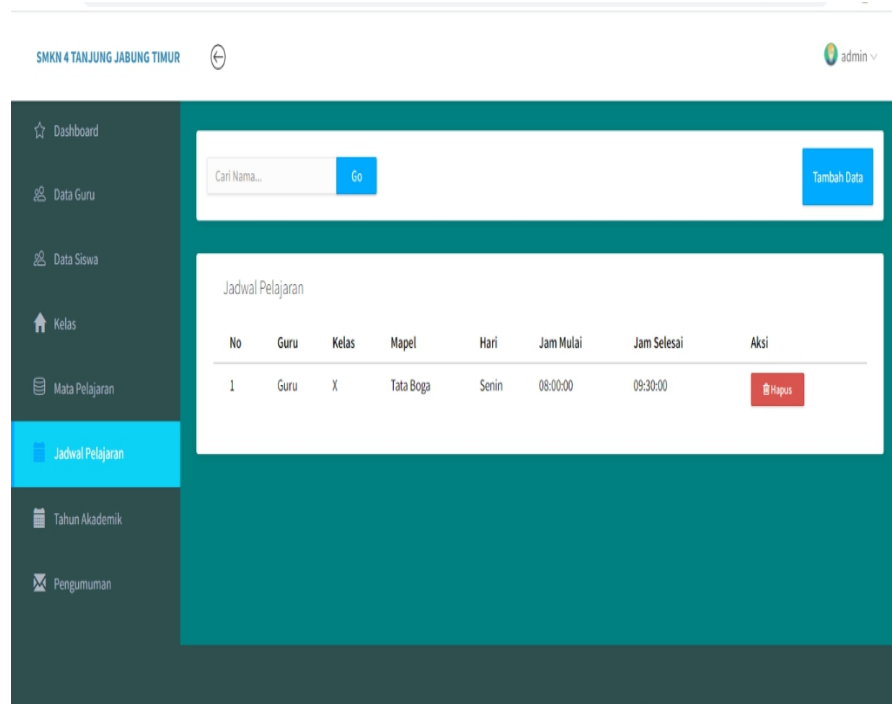 SMKN 4 TANJUNG JABUNG TIMUR
admin
Dashboard
Data Guru
Data Siswa
Kelas
Mata Pelajaran
Jadwal Pelajaran
Tahun Akademik
Pengumuman
Cari Nama...
Go
Tambah Data
Jadwal Pelajaran
No Guru Kelas Mapel Hari Jam Mulai Jam Selesai Aksi
1 Guru X Tata Boga Senin 08:00:00 09:30:00 Hapus